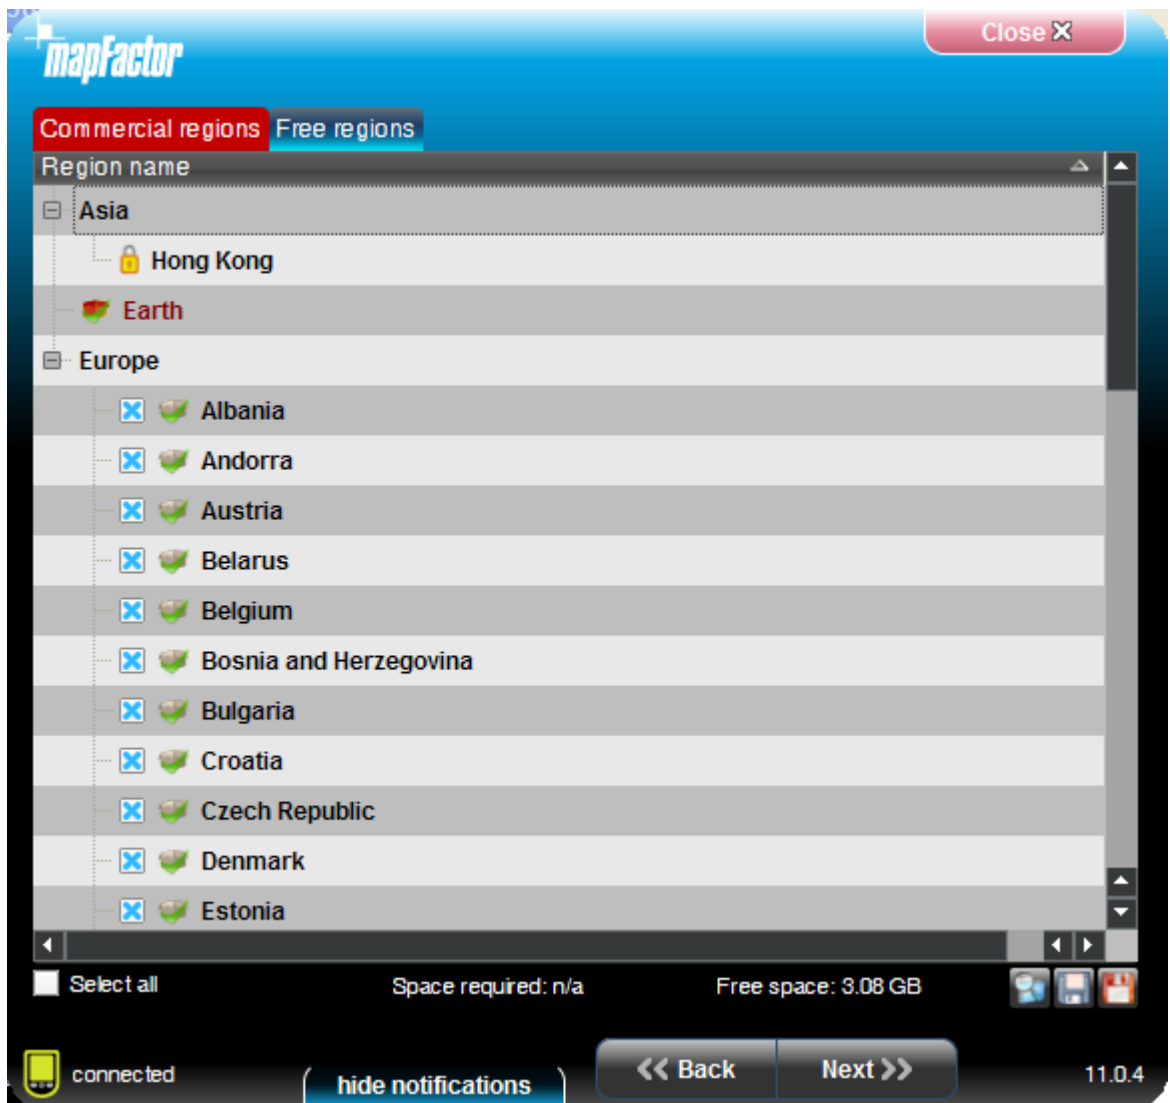 mapFactor
Close
Commercial regions Free regions
Region name
Asia
Hong Kong
Earth
Europe
Albania
Andorra
Austria
Belarus
Belgium
Bosnia and Herzegovina
Bulgaria
Croatia
Czech Republic
Denmark
Estonia
Select all Space required: n/a Free space: 3.08 GB
connected hide notifications << Back Next >> 11.0.4